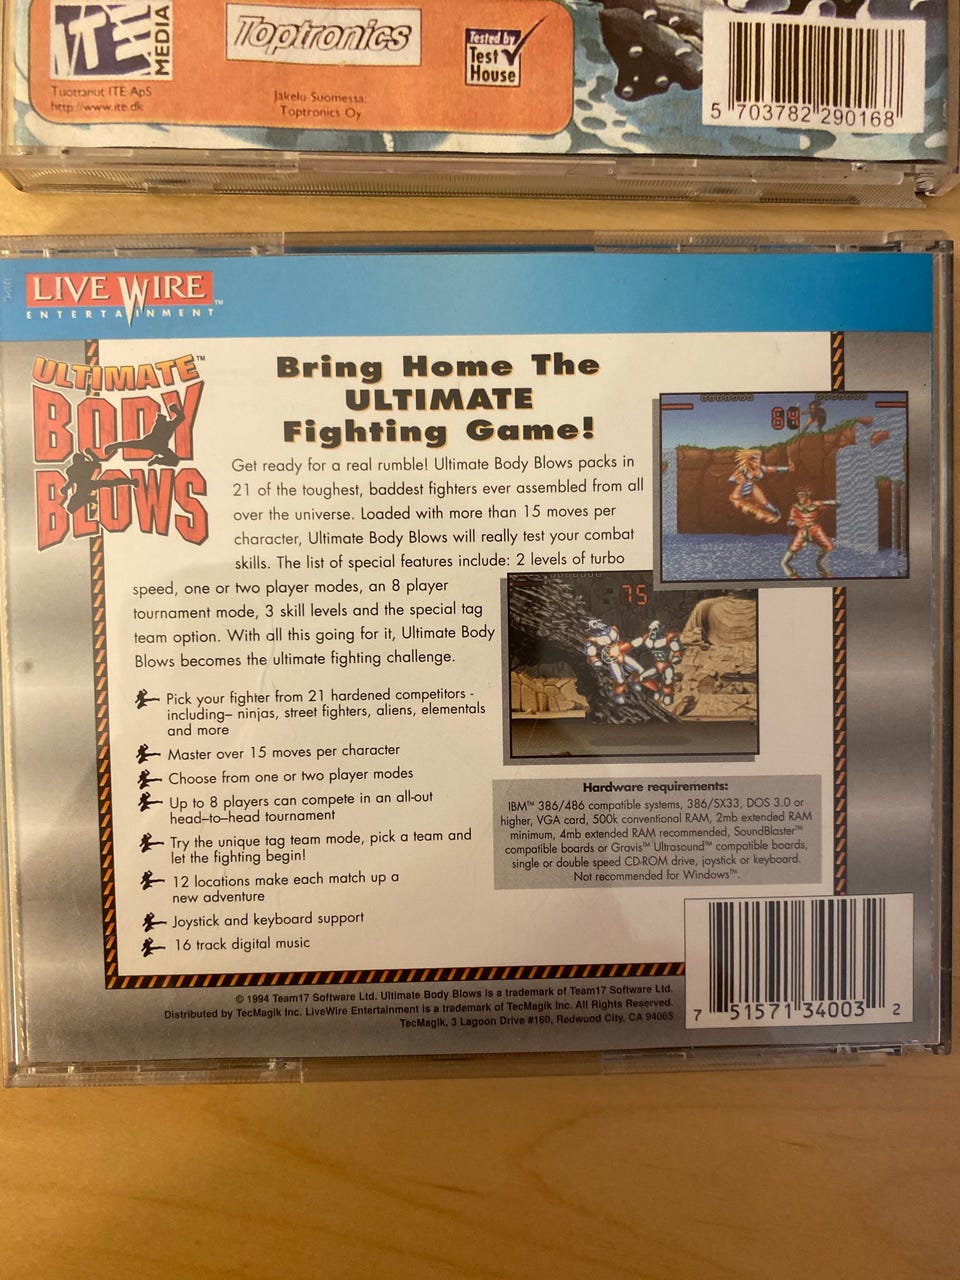 ITE
MEDIA
Toptronics
Tested by
Test
House
Tuottanut ITE ApS
http://www.ite.dk
Jakelu Suomessa:
Toptronics Oy
5 703782 290168
LIVE WIRE™
ENTERTAINMENT
ULTIMATE™
BODY
BLOWS
Bring Home The
ULTIMATE
Fighting Game!
Get ready for a real rumble! Ultimate Body Blows packs in
21 of the toughest, baddest fighters ever assembled from all
over the universe. Loaded with more than 15 moves per
character, Ultimate Body Blows will really test your combat
skills. The list of special features include: 2 levels of turbo
speed, one or two player modes, an 8 player
tournament mode, 3 skill levels and the special tag
team option. With all this going for it, Ultimate Body
Blows becomes the ultimate fighting challenge.
89
75
Pick your fighter from 21 hardened competitors -
including– ninjas, street fighters, aliens, elementals
and more
Master over 15 moves per character
Choose from one or two player modes
Up to 8 players can compete in an all-out
head–to–head tournament
Try the unique tag team mode, pick a team and
let the fighting begin!
12 locations make each match up a
new adventure
Joystick and keyboard support
16 track digital music
Hardware requirements:
IBM™ 386/486 compatible systems, 386/SX33, DOS 3.0 or
higher, VGA card, 500k conventional RAM, 2mb extended RAM
minimum, 4mb extended RAM recommended, SoundBlaster™
compatible boards or Gravis™ Ultrasound™ compatible boards,
single or double speed CD-ROM drive, joystick or keyboard.
Not recommended for Windows™.
© 1994 Team17 Software Ltd. Ultimate Body Blows is a trademark of Team17 Software Ltd.
Distributed by TecMagik Inc. LiveWire Entertainment is a trademark of TecMagik Inc. All Rights Reserved.
TecMagik, 3 Lagoon Drive #160, Redwood City, CA 94065
7 51571 34003 2